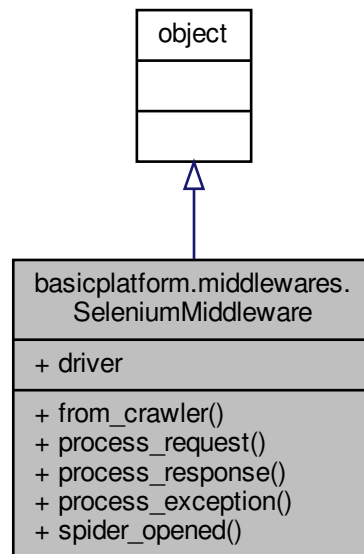 object
basicplatform.middlewares.
SeleniumMiddleware
+ driver
+ from_crawler()
+ process_request()
+ process_response()
+ process_exception()
+ spider_opened()